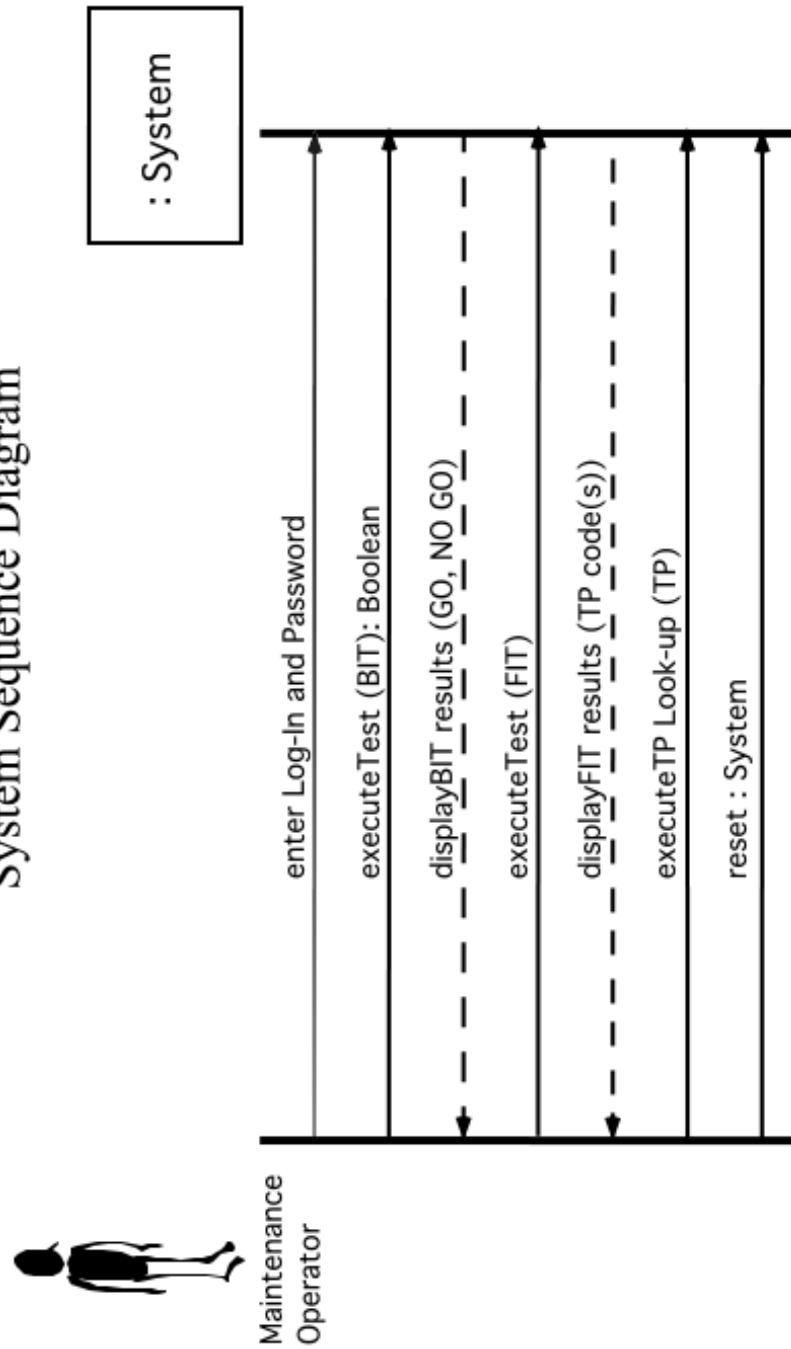 System Sequence Diagram
: System
Maintenance
Operator
enter Log-In and Password
executeTest (BIT): Boolean
displayBIT results (GO, NO GO)
executeTest (FIT)
displayFIT results (TP code(s))
executeTP Look-up (TP)
reset : System